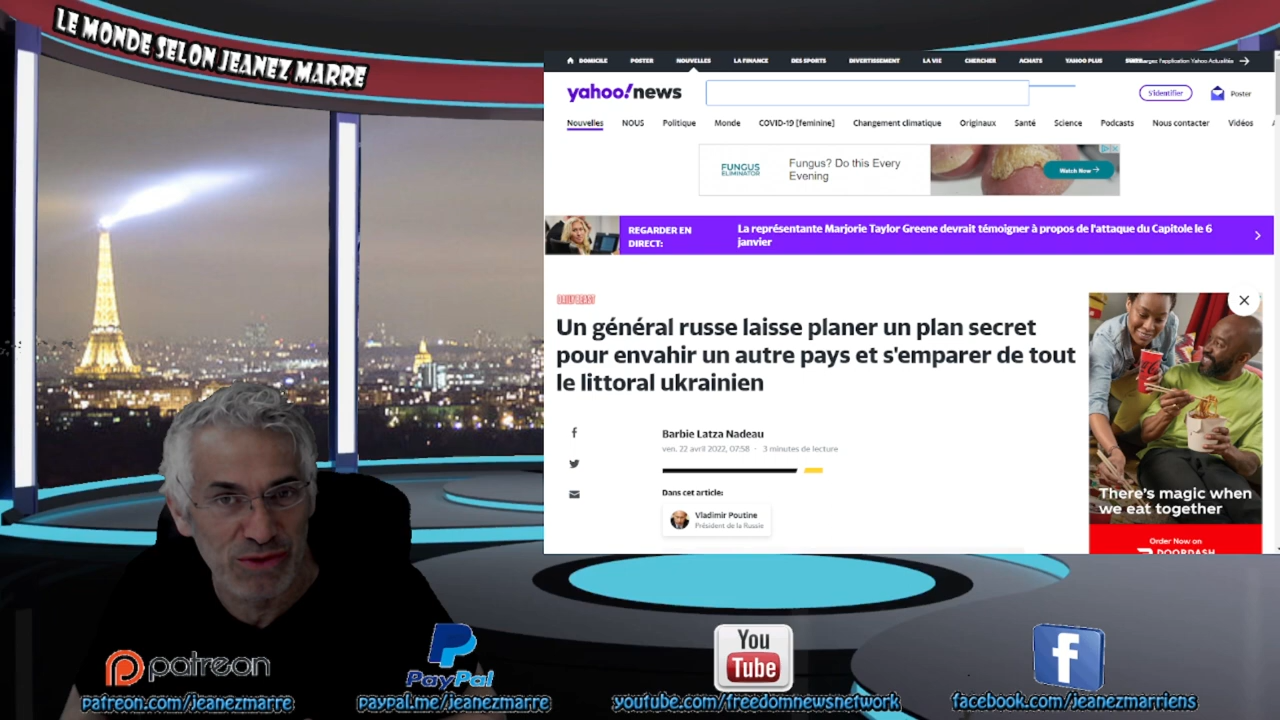 LE MONDE SELON JEANEZ MARRE
DOMICILE POSTER NOUVELLES LA FINANCE DES SPORTS DIVERTISSEMENT LA VIE CHERCHER ACHATS YAHOO PLUS l'application Yahoo Actualités →
yahoo!news
S'identifier
Poster
Nouvelles NOUS Politique Monde COVID-19 [feminine] Changement climatique Originaux Santé Science Podcasts Nous contacter Vidéos
FUNGUS
ELIMINATOR
Fungus? Do this Every
Evening
Watch Now →
REGARDER EN
DIRECT:
La représentante Marjorie Taylor Greene devrait témoigner à propos de l'attaque du Capitole le 6
janvier
DAILY BEAST
Un général russe laisse planer un plan secret
pour envahir un autre pays et s'emparer de tout
le littoral ukrainien
Barbie Latza Nadeau
ven. 22 avril 2022, 07:58 · 3 minutes de lecture
Dans cet article:
Vladimir Poutine
Président de la Russie
There's magic when
we eat together
Order Now on
DOORDASH
patreon
patreon.com/jeanezmarre
PayPal
paypal.me/jeanezmarre
You
Tube
youtube.com/freedomnewsnetwork
f
facebook.com/jeanezmarriens